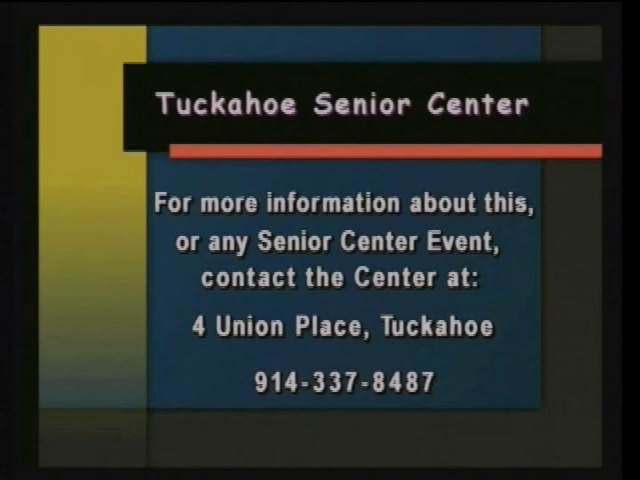 Tuckahoe Senior Center
For more information about this,
or any Senior Center Event,
contact the Center at:
4 Union Place, Tuckahoe
914-337-8487